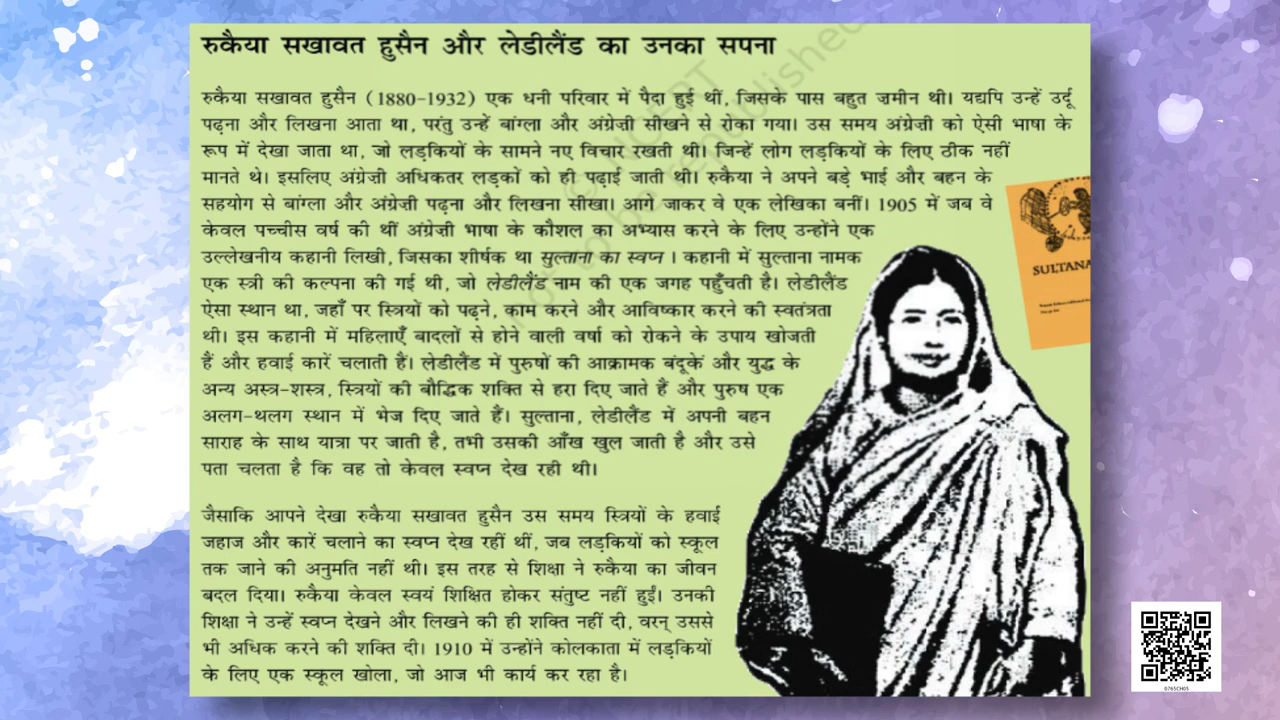 रुकैया सखावत हुसैन और लेडीलैंड का उनका सपना
रुकैया सखावत हुसैन (1880-1932) एक धनी परिवार में पैदा हुई थीं, जिसके पास बहुत ज़मीन थी। यद्यपि उन्हें उर्दू
पढ़ना और लिखना आता था, परंतु उन्हें बांग्ला और अंग्रेज़ी सीखने से रोका गया। उस समय अंग्रेज़ी को ऐसी भाषा के
रूप में देखा जाता था, जो लड़कियों के सामने नए विचार रखती थी। जिन्हें लोग लड़कियों के लिए ठीक नहीं
मानते थे। इसलिए अंग्रेज़ी अधिकतर लड़कों को ही पढ़ाई जाती थी। रुकैया ने अपने बड़े भाई और बहन के
सहयोग से बांग्ला और अंग्रेज़ी पढ़ना और लिखना सीखा। आगे जाकर वे एक लेखिका बनीं। 1905 में जब वे
केवल पच्चीस वर्ष की थीं अंग्रेज़ी भाषा के कौशल का अभ्यास करने के लिए उन्होंने एक
उल्लेखनीय कहानी लिखी, जिसका शीर्षक था सुल्ताना का स्वप्न । कहानी में सुल्ताना नामक
एक स्त्री की कल्पना की गई थी, जो लेडीलैंड नाम की एक जगह पहुँचती है। लेडीलैंड
ऐसा स्थान था, जहाँ पर स्त्रियों को पढ़ने, काम करने और आविष्कार करने की स्वतंत्रता
थी। इस कहानी में महिलाएँ बादलों से होने वाली वर्षा को रोकने के उपाय खोजती
हैं और हवाई कारें चलाती हैं। लेडीलैंड में पुरुषों की आक्रामक बंदूकें और युद्ध के
अन्य अस्त्र-शस्त्र, स्त्रियों की बौद्धिक शक्ति से हरा दिए जाते हैं और पुरुष एक
अलग-थलग स्थान में भेज दिए जाते हैं। सुल्ताना, लेडीलैंड में अपनी बहन
साराह के साथ यात्रा पर जाती है, तभी उसकी आँख खुल जाती है और उसे
पता चलता है कि वह तो केवल स्वप्न देख रही थी।
जैसाकि आपने देखा रुकैया सखावत हुसैन उस समय स्त्रियों के हवाई
जहाज और कारें चलाने का स्वप्न देख रहीं थीं, जब लड़कियों को स्कूल
तक जाने की अनुमति नहीं थी। इस तरह से शिक्षा ने रुकैया का जीवन
बदल दिया। रुकैया केवल स्वयं शिक्षित होकर संतुष्ट नहीं हुईं। उनकी
शिक्षा ने उन्हें स्वप्न देखने और लिखने की ही शक्ति नहीं दी, वरन् उससे
भी अधिक करने की शक्ति दी। 1910 में उन्होंने कोलकाता में लड़कियों
के लिए एक स्कूल खोला, जो आज भी कार्य कर रहा है।
SULTANA
© NCERT
not to be republished
0765CH05